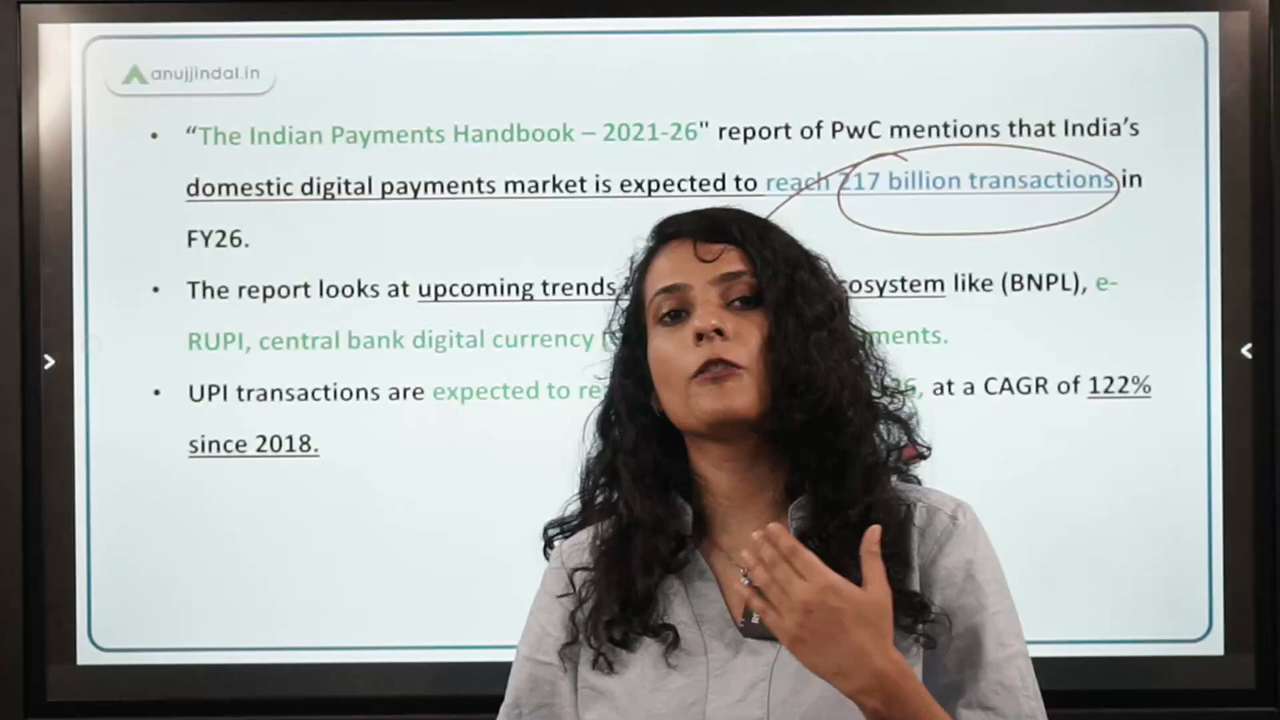 anujjindal.in
• “The Indian Payments Handbook – 2021-26" report of PwC mentions that India’s
domestic digital payments market is expected to reach 217 billion transactions in
FY26.
• The report looks at upcoming trends cosystem like (BNPL), e-
RUPI, central bank digital currency ments.
• UPI transactions are expected to re at a CAGR of 122%
since 2018.